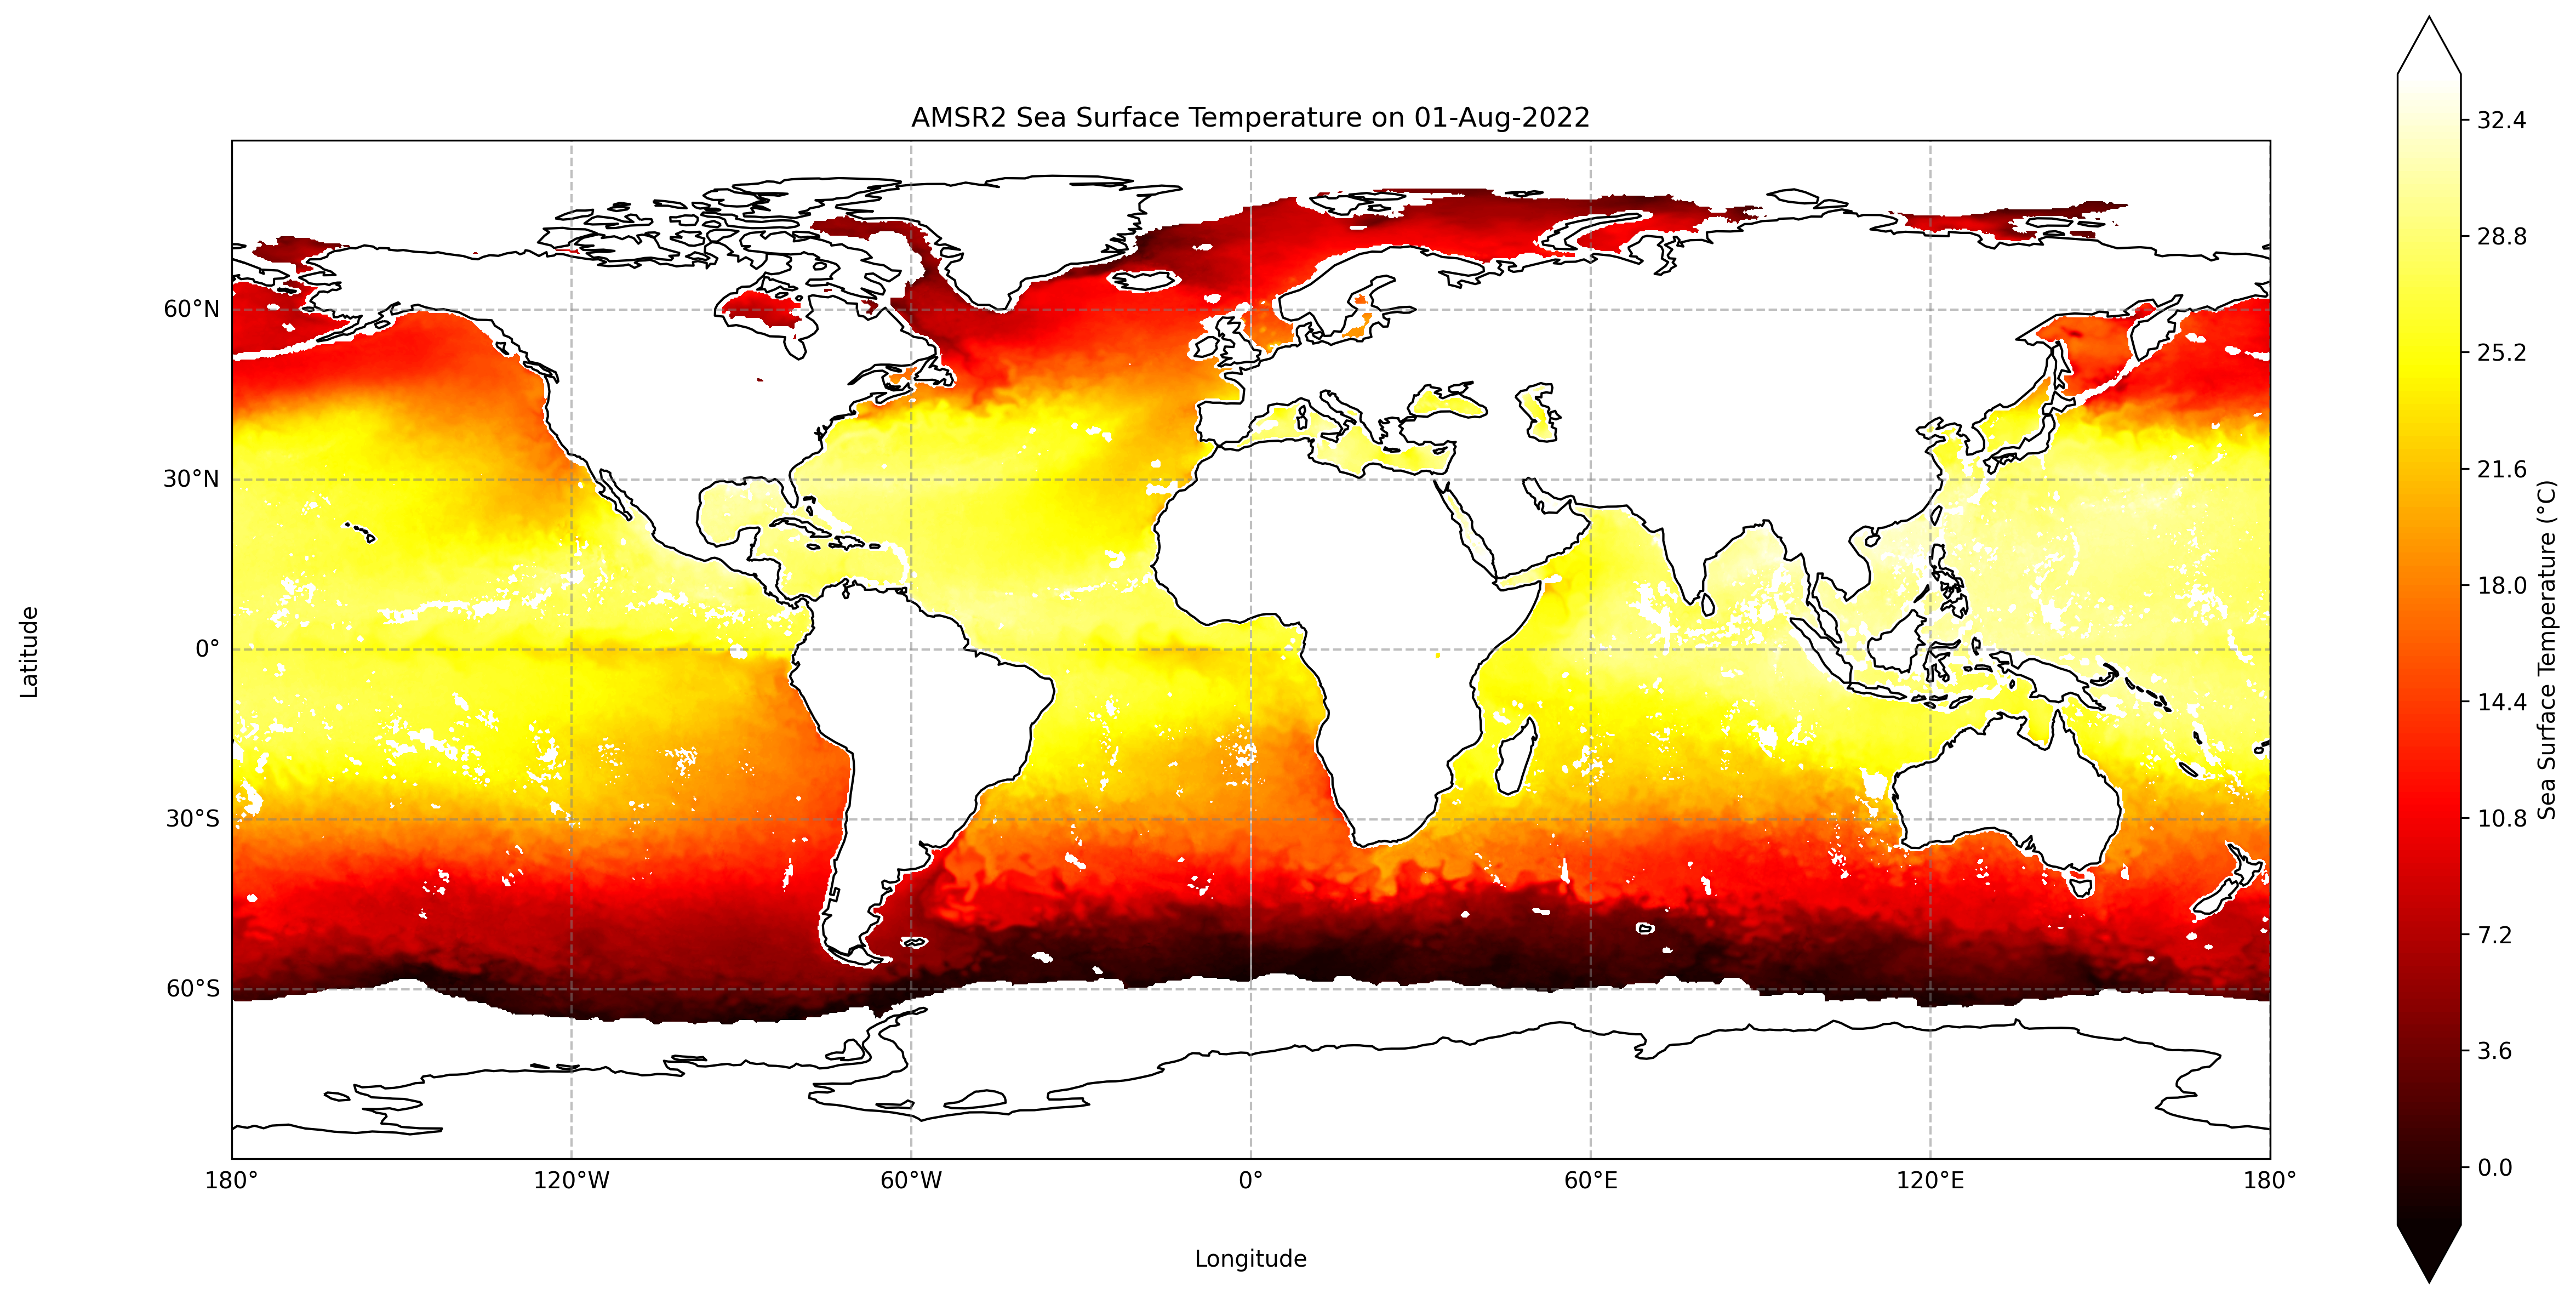 AMSR2 Sea Surface Temperature on 01-Aug-2022
60°N
30°N
0°
30°S
60°S
Latitude
180°
120°W
60°W
0°
60°E
120°E
180°
Longitude
32.4
28.8
25.2
21.6
18.0
14.4
10.8
7.2
3.6
0.0
Sea Surface Temperature (°C)